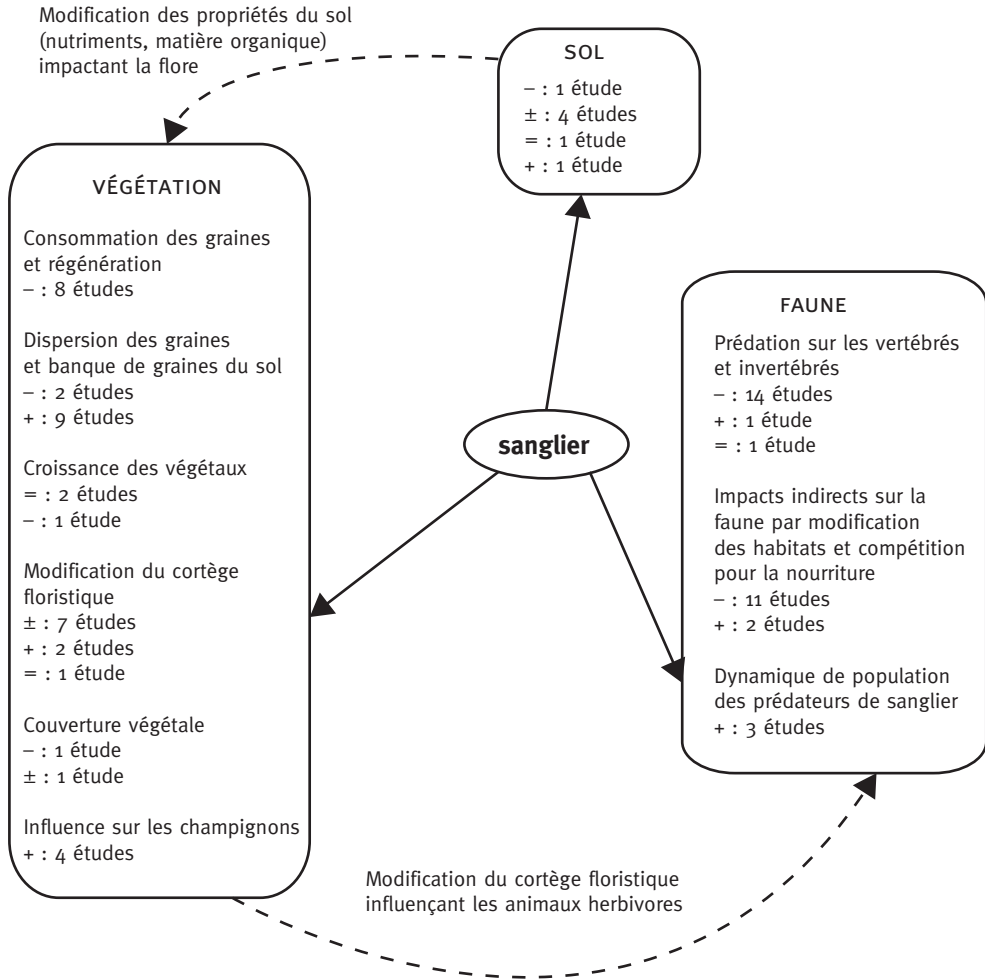 Modification des propriétés du sol
(nutriments, matière organique)
impactant la flore
SOL
– : 1 étude
± : 4 études
= : 1 étude
+ : 1 étude
VÉGÉTATION
Consommation des graines
et régénération
– : 8 études
Dispersion des graines
et banque de graines du sol
– : 2 études
+ : 9 études
Croissance des végétaux
= : 2 études
– : 1 étude
Modification du cortège
floristique
± : 7 études
+ : 2 études
= : 1 étude
Couverture végétale
– : 1 étude
± : 1 étude
Influence sur les champignons
+ : 4 études
sanglier
FAUNE
Prédation sur les vertébrés
et invertébrés
– : 14 études
+ : 1 étude
= : 1 étude
Impacts indirects sur la
faune par modification
des habitats et compétition
pour la nourriture
– : 11 études
+ : 2 études
Dynamique de population
des prédateurs de sanglier
+ : 3 études
Modification du cortège floristique
influençant les animaux herbivores